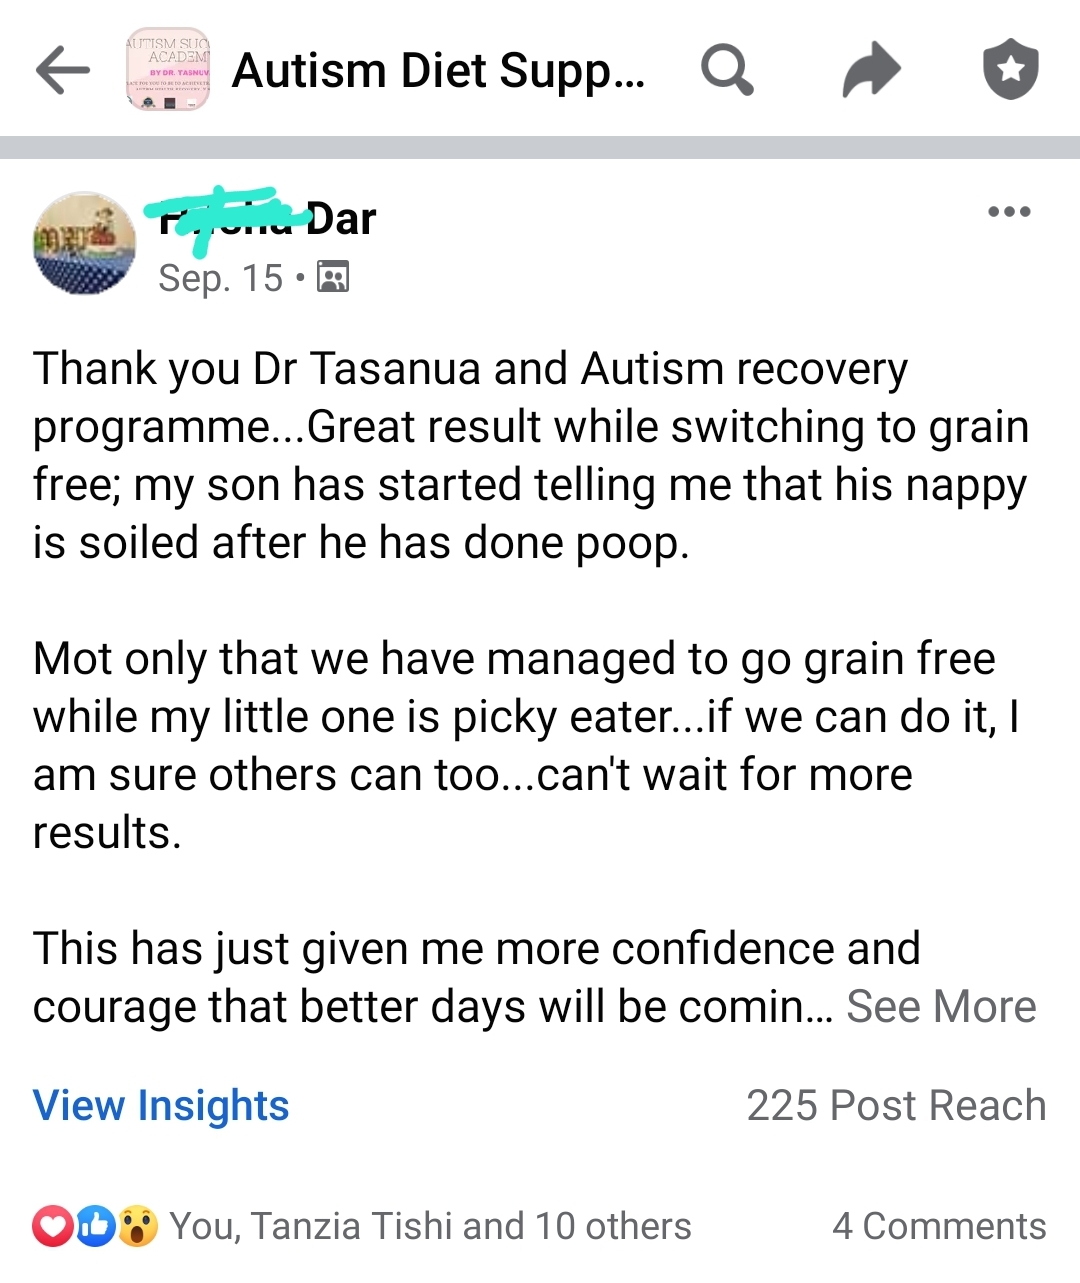 AUTISM SUC
ACADEM
BY DR. TASNUV
Autism Diet Supp...
Dar
Sep. 15
Thank you Dr Tasanua and Autism recovery
programme...Great result while switching to grain
free; my son has started telling me that his nappy
is soiled after he has done poop.
Mot only that we have managed to go grain free
while my little one is picky eater...if we can do it, I
am sure others can too...can't wait for more
results.
This has just given me more confidence and
courage that better days will be comin... See More
View Insights
225 Post Reach
You, Tanzia Tishi and 10 others
4 Comments